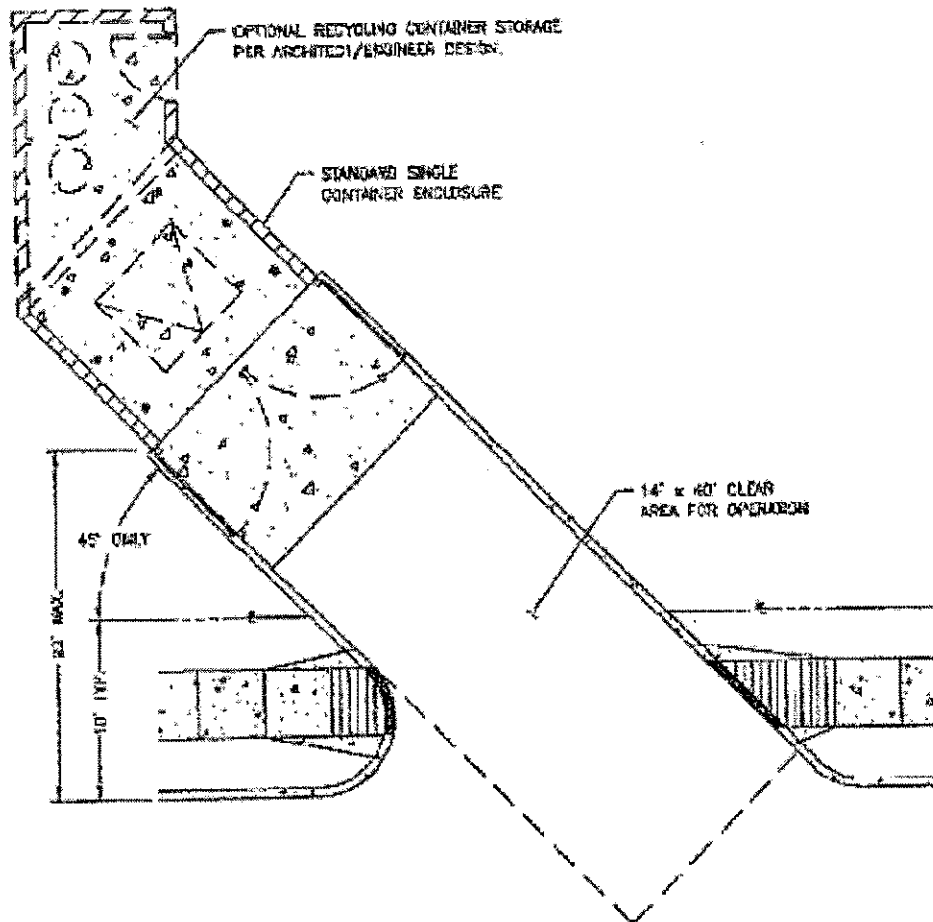 OPTIONAL RECYCLING CONTAINER STORAGE
PER ARCHITECT/ENGINEER DESIGN.
STANDARD SINGLE
CONTAINER ENCLOSURE
14' x 60' CLEAR
AREA FOR OPERATION
45° ONLY
MAX.
10' TYP.